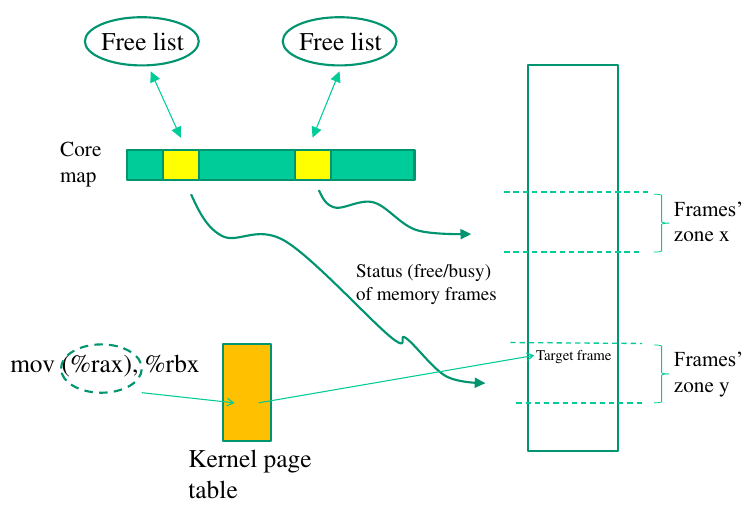 Free list
Free list
Core
map
Frames’
zone x
Status (free/busy)
of memory frames
mov (%rax), %rbx
Target frame
Frames’
zone y
Kernel page
table